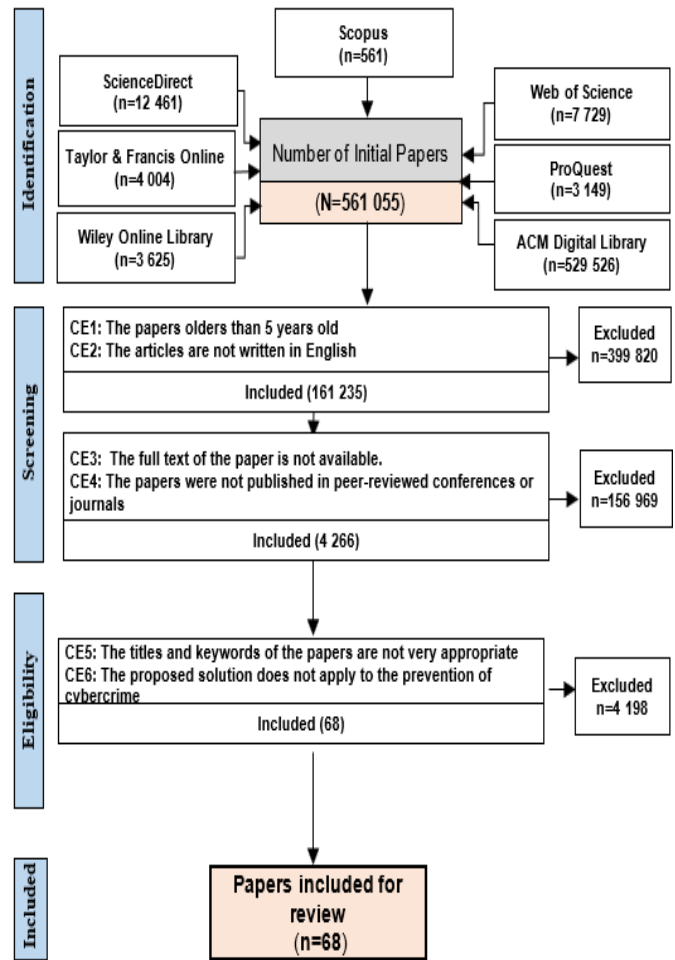 Identification
Scopus
(n=561)
ScienceDirect
(n=12 461)
Taylor & Francis Online
(n=4 004)
Wiley Online Library
(n=3 625)
Number of Initial Papers
(N=561 055)
Web of Science
(n=7 729)
ProQuest
(n=3 149)
ACM Digital Library
(n=529 526)
Screening
CE1: The papers olders than 5 years old
CE2: The articles are not written in English
Included (161 235)
Excluded
n=399 820
CE3:  The full text of the paper is not available.
CE4: The papers were not published in peer-reviewed conferences or
journals
Included (4 266)
Excluded
n=156 969
Eligibility
CE5: The titles and keywords of the papers are not very appropriate
CE6: The proposed solution does not apply to the prevention of
cybercrime
Included (68)
Excluded
n=4 198
Included
Papers included for
review
(n=68)